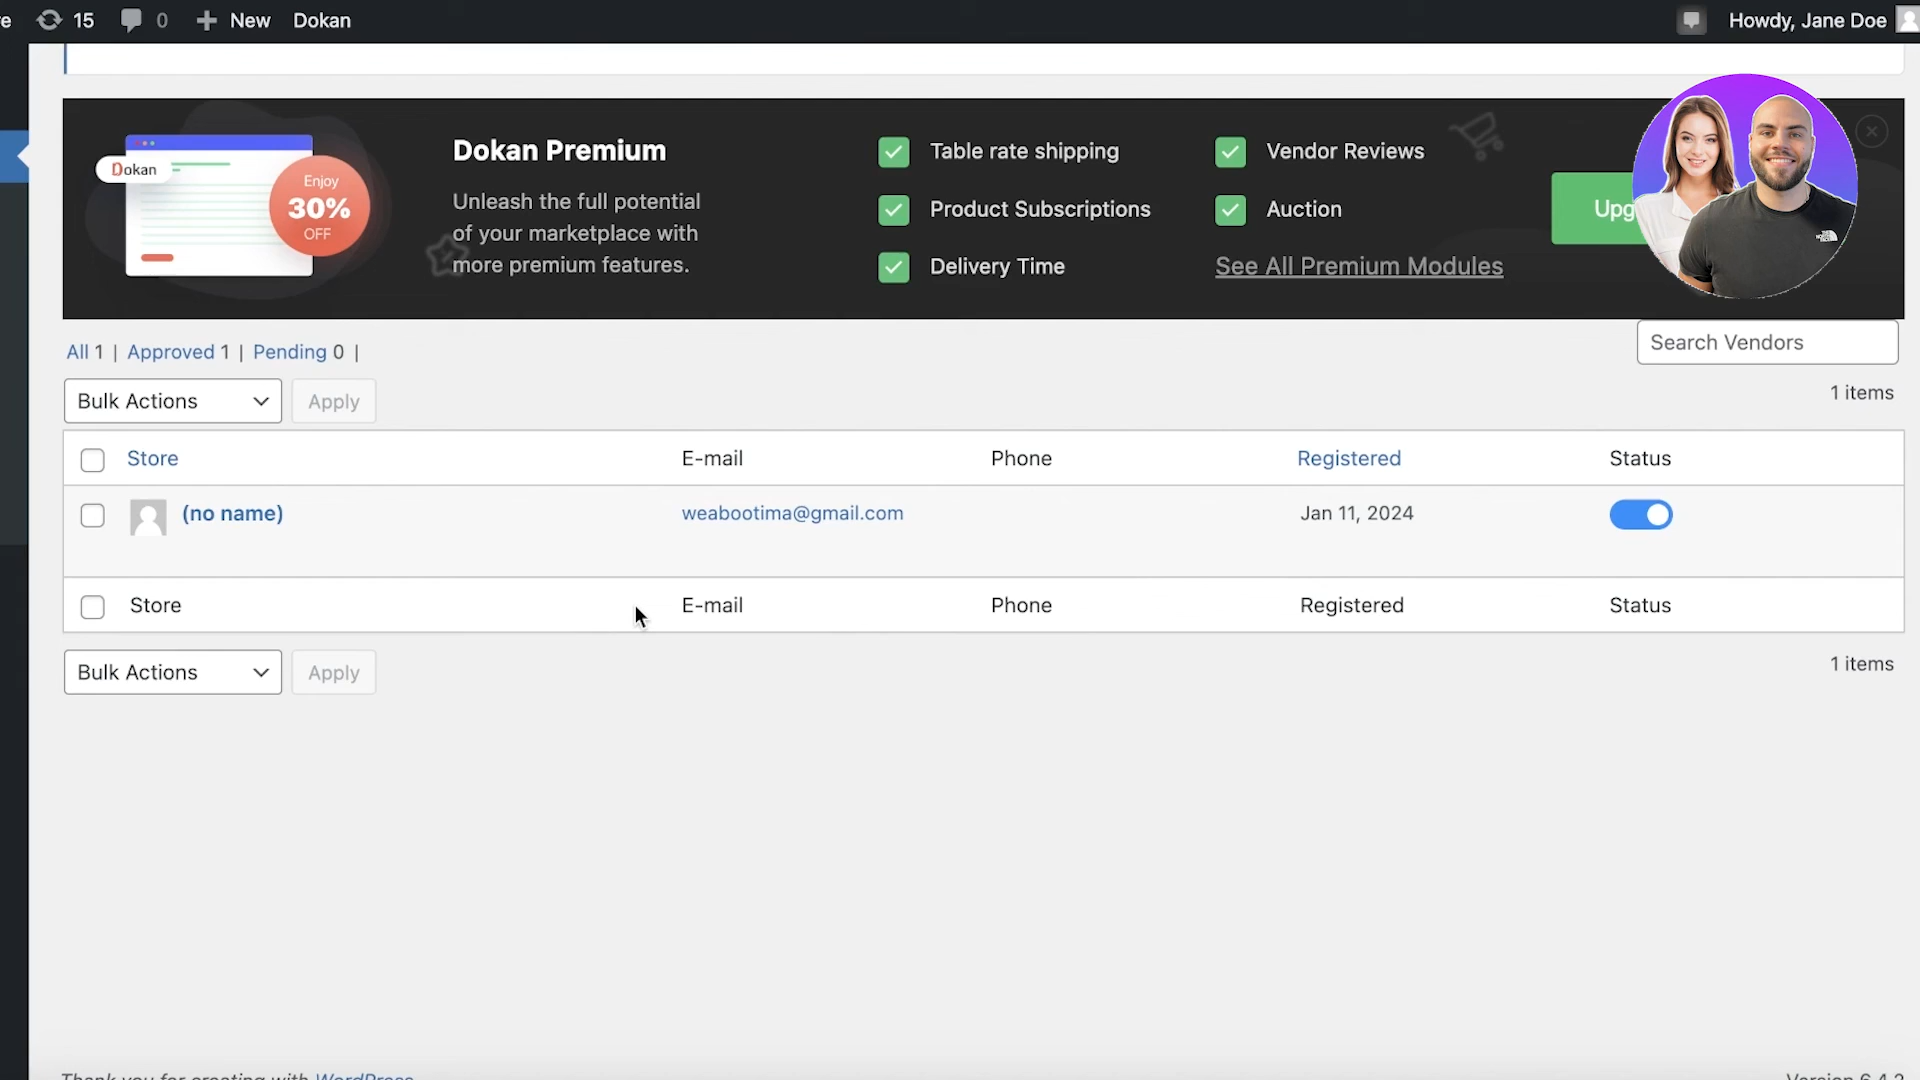 e 15 0 New Dokan Howdy, Jane Doe
Dokan
Enjoy
30%
OFF
Dokan Premium
Unleash the full potential
of your marketplace with
more premium features.
Table rate shipping
Product Subscriptions
Delivery Time
Vendor Reviews
Auction
See All Premium Modules
Upg
All 1 | Approved 1 | Pending 0 |
Search Vendors
Bulk Actions Apply
1 items
Store E-mail Phone Registered Status
(no name) weabootima@gmail.com Jan 11, 2024
Store E-mail Phone Registered Status
Bulk Actions Apply
1 items
Thank you for creating with WordPress